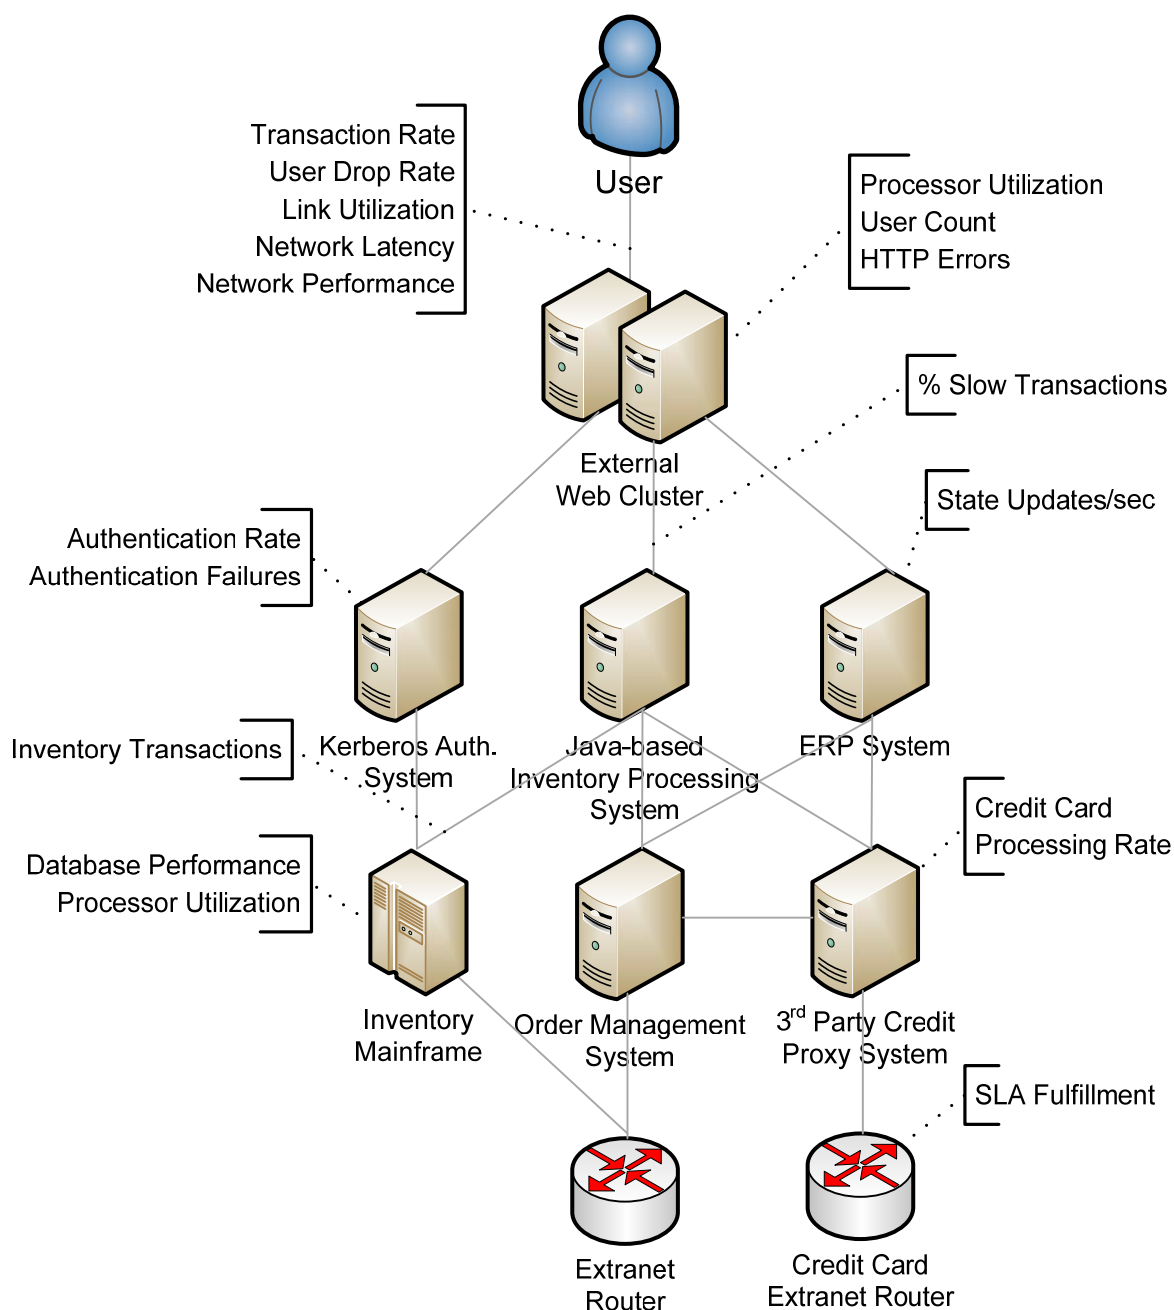 Transaction Rate
User Drop Rate
Link Utilization
Network Latency
Network Performance
User
Processor Utilization
User Count
HTTP Errors
% Slow Transactions
External
Web Cluster
State Updates/sec
Authentication Rate
Authentication Failures
Inventory Transactions
Kerberos Auth.
System
Java-based
Inventory Processing
System
ERP System
Credit Card
Processing Rate
Database Performance
Processor Utilization
Inventory
Mainframe
Order Management
System
3rd Party Credit
Proxy System
SLA Fulfillment
Extranet
Router
Credit Card
Extranet Router